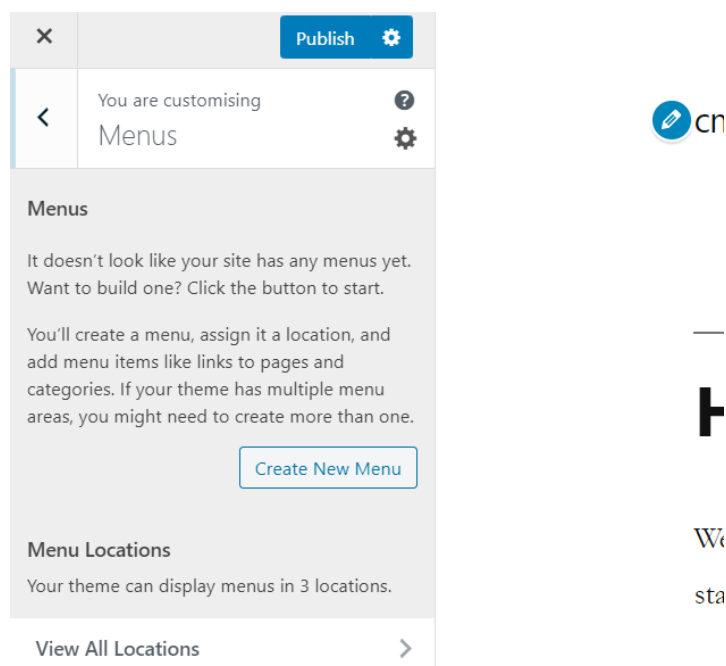 Publish
You are customising
Menus
Menus
It doesn’t look like your site has any menus yet.
Want to build one? Click the button to start.
You’ll create a menu, assign it a location, and
add menu items like links to pages and
categories. If your theme has multiple menu
areas, you might need to create more than one.
Create New Menu
Menu Locations
Your theme can display menus in 3 locations.
View All Locations